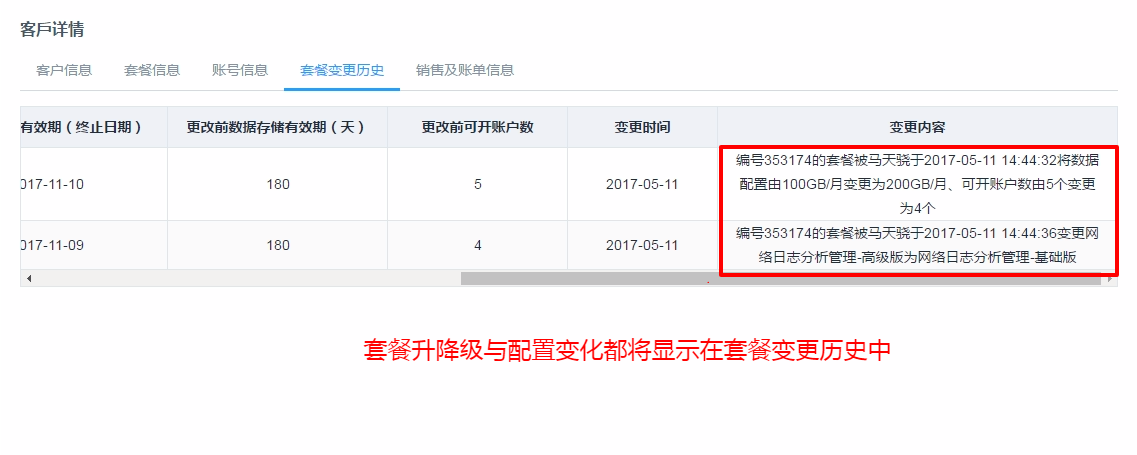 客戶详情
客户信息 套餐信息 账号信息 套餐变更历史 销售及账单信息
有效期（终止日期） 更改前数据存储有效期（天） 更改前可开账户数 变更时间 变更内容
017-11-10 180 5 2017-05-11 编号353174的套餐被马天骁于2017-05-11 14:44:32将数据
配置由100GB/月变更为200GB/月、可开账户数由5个变更
为4个
017-11-09 180 4 2017-05-11 编号353174的套餐被马天骁于2017-05-11 14:44:36变更网
络日志分析管理-高级版为网络日志分析管理-基础版
套餐升降级与配置变化都将显示在套餐变更历史中